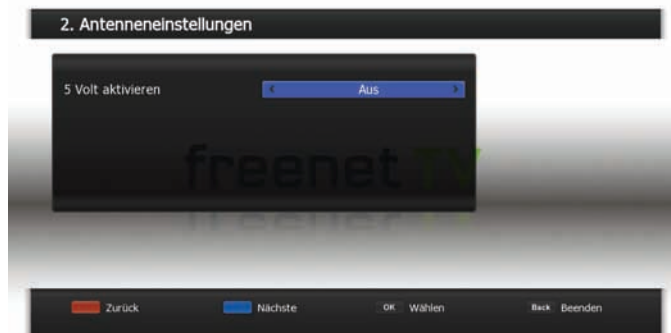 2. Antenneneinstellungen
5 Volt aktivieren < Aus >
freenet TV
Zurück Nächste OK Wählen Back Beenden